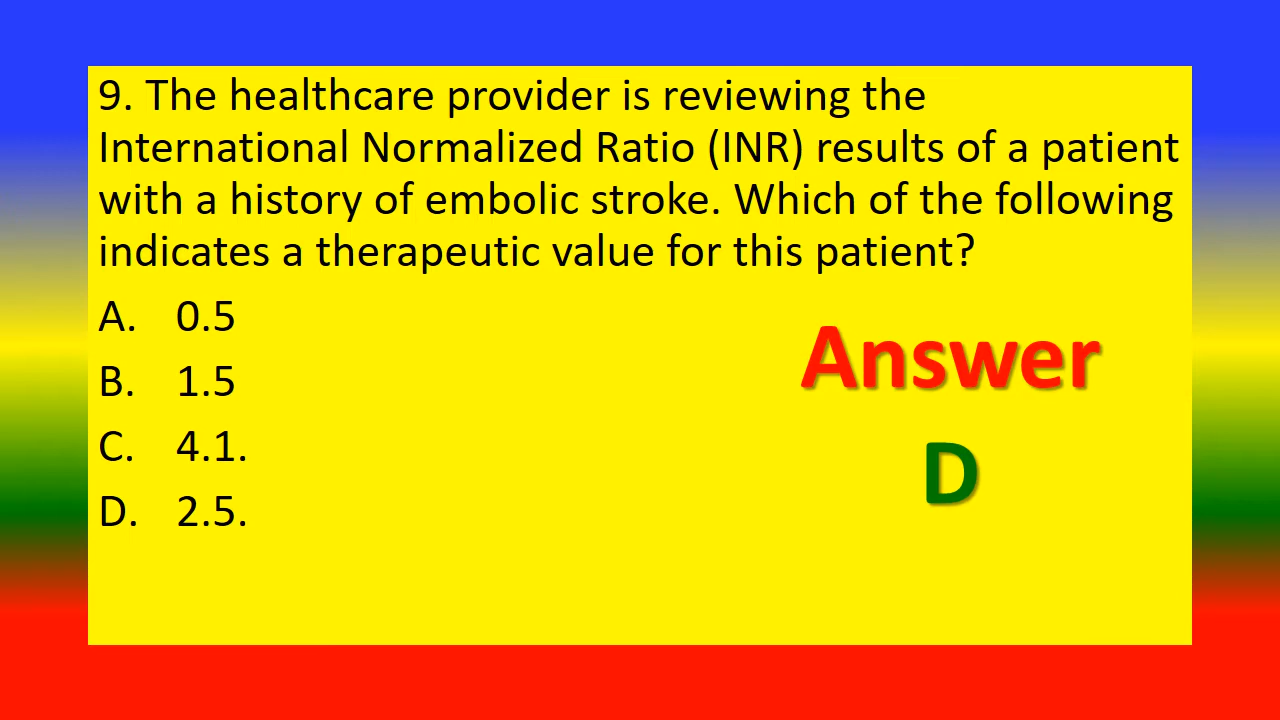 9. The healthcare provider is reviewing the
International Normalized Ratio (INR) results of a patient
with a history of embolic stroke. Which of the following
indicates a therapeutic value for this patient?
A. 0.5
B. 1.5
C. 4.1.
D. 2.5.
Answer
D